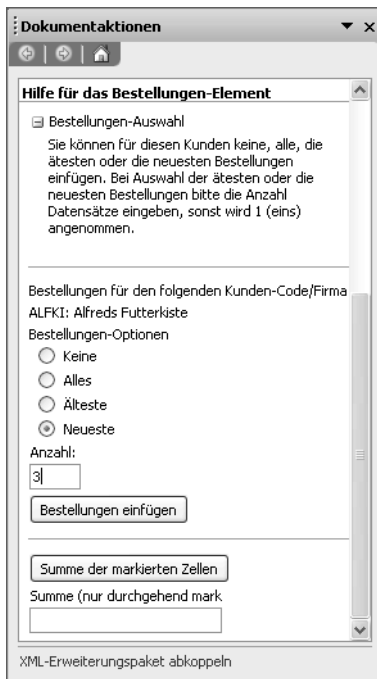 Dokumentaktionen
Hilfe für das Bestellungen-Element
Bestellungen-Auswahl
Sie können für diesen Kunden keine, alle, die
ätesten oder die neuesten Bestellungen
einfügen. Bei Auswahl der ätesten oder die
neuesten Bestellungen bitte die Anzahl
Datensätze eingeben, sonst wird 1 (eins)
angenommen.
Bestellungen für den folgenden Kunden-Code/Firma
ALFKI: Alfreds Futterkiste
Bestellungen-Optionen
Keine
Alles
Älteste
Neueste
Anzahl:
3
Bestellungen einfügen
Summe der markierten Zellen
Summe (nur durchgehend mark
XML-Erweiterungspaket abkoppeln